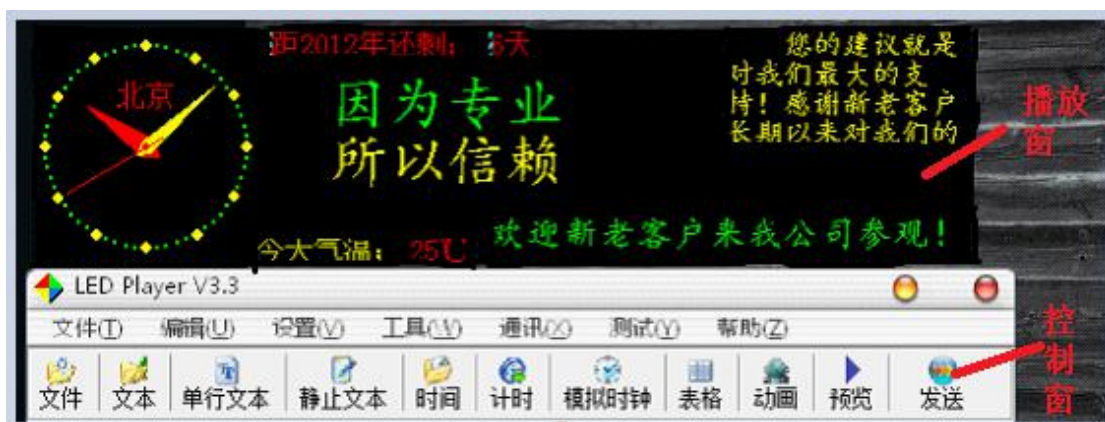 北京
距2012年还剩: 6天
因为专业
所以信赖
您的建议就是
对我们最大的支
持!感谢新老客户
长期以来对我们的
播放
窗
今天气温: 25℃
欢迎新老客户来我公司参观!
LED Player V3.3
文件(T) 编辑(U) 设置(V) 工具(W) 通讯(X) 测试(Y) 帮助(Z)
文件 文本 单行文本 静止文本 时间 计时 模拟时钟 表格 动画 预览 发送
控
制
窗